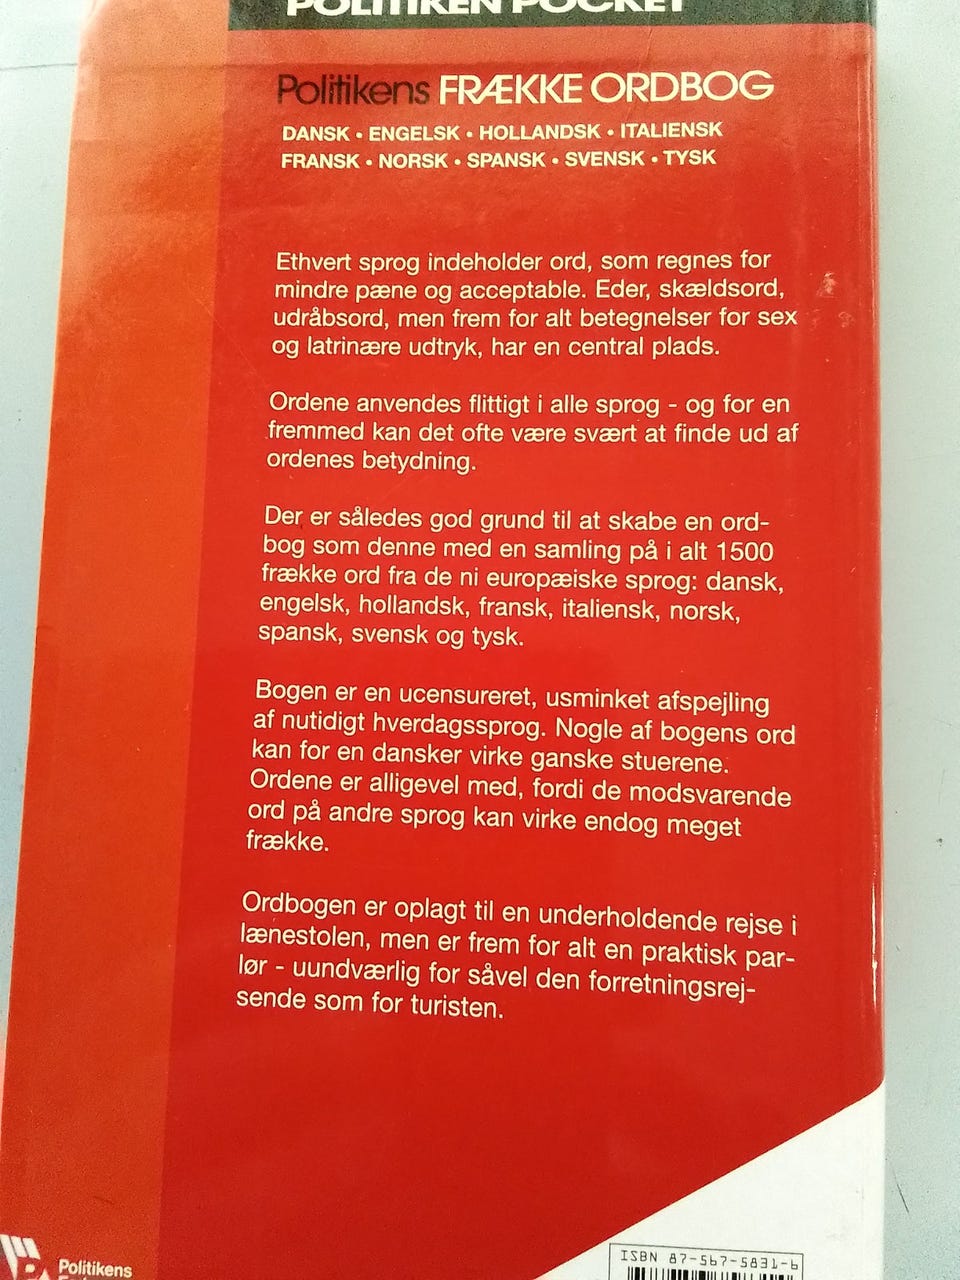 POLITIKEN POCKET
Politikens FRÆKKE ORDBOG
DANSK • ENGELSK • HOLLANDSK • ITALIENSK
FRANSK • NORSK • SPANSK • SVENSK • TYSK
Ethvert sprog indeholder ord, som regnes for
mindre pæne og acceptable. Eder, skældsord,
udråbsord, men frem for alt betegnelser for sex
og latrinære udtryk, har en central plads.
Ordene anvendes flittigt i alle sprog - og for en
fremmed kan det ofte være svært at finde ud af
ordenes betydning.
Der er således god grund til at skabe en ord-
bog som denne med en samling på i alt 1500
frække ord fra de ni europæiske sprog: dansk,
engelsk, hollandsk, fransk, italiensk, norsk,
spansk, svensk og tysk.
Bogen er en ucensureret, usminket afspejling
af nutidigt hverdagssprog. Nogle af bogens ord
kan for en dansker virke ganske stuerene.
Ordene er alligevel med, fordi de modsvarende
ord på andre sprog kan virke endog meget
frække.
Ordbogen er oplagt til en underholdende rejse i
lænestolen, men er frem for alt en praktisk par-
lør - uundværlig for såvel den forretningsrej-
sende som for turisten.
Politikens
ISBN 87-567-5831-6